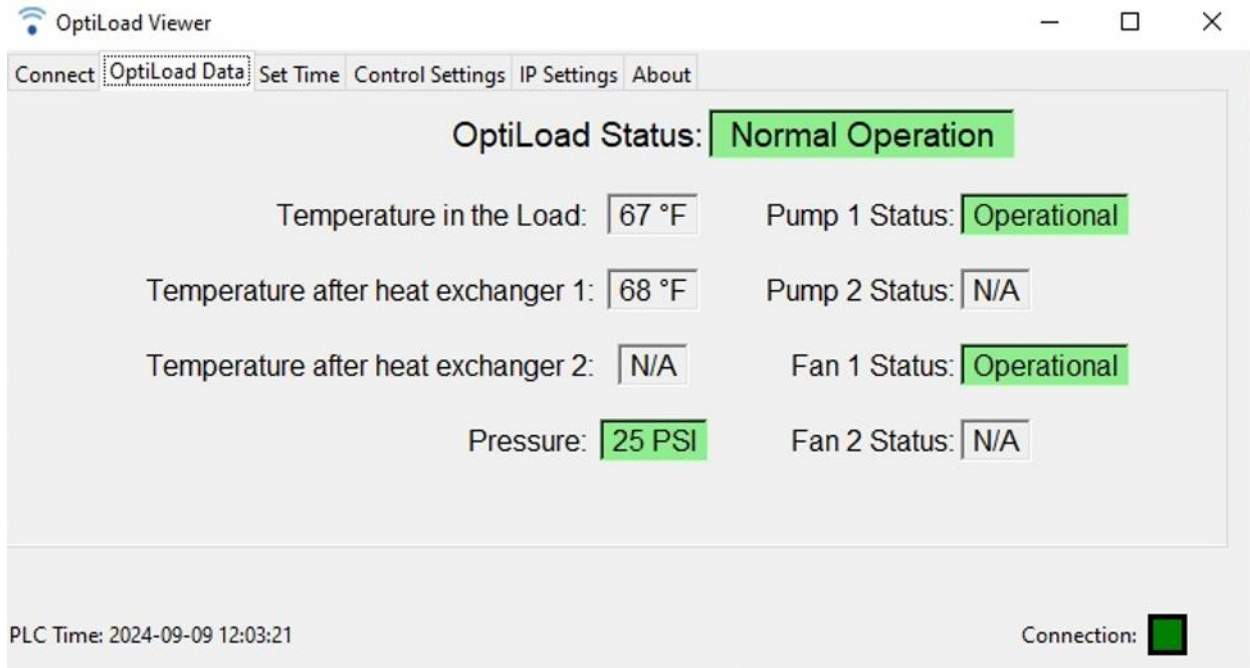 OptiLoad Viewer
Connect OptiLoad Data Set Time Control Settings IP Settings About
OptiLoad Status: Normal Operation
Temperature in the Load: 67 °F Pump 1 Status: Operational
Temperature after heat exchanger 1: 68 °F Pump 2 Status: N/A
Temperature after heat exchanger 2: N/A Fan 1 Status: Operational
Pressure: 25 PSI Fan 2 Status: N/A
PLC Time: 2024-09-09 12:03:21 Connection: